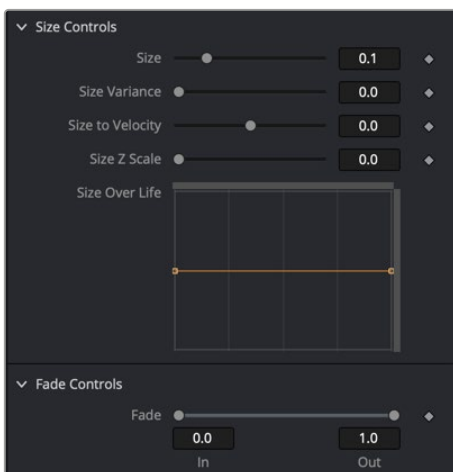 Size Controls
Size 0.1
Size Variance 0.0
Size to Velocity 0.0
Size Z Scale 0.0
Size Over Life
Fade Controls
Fade
0.0 1.0
In Out